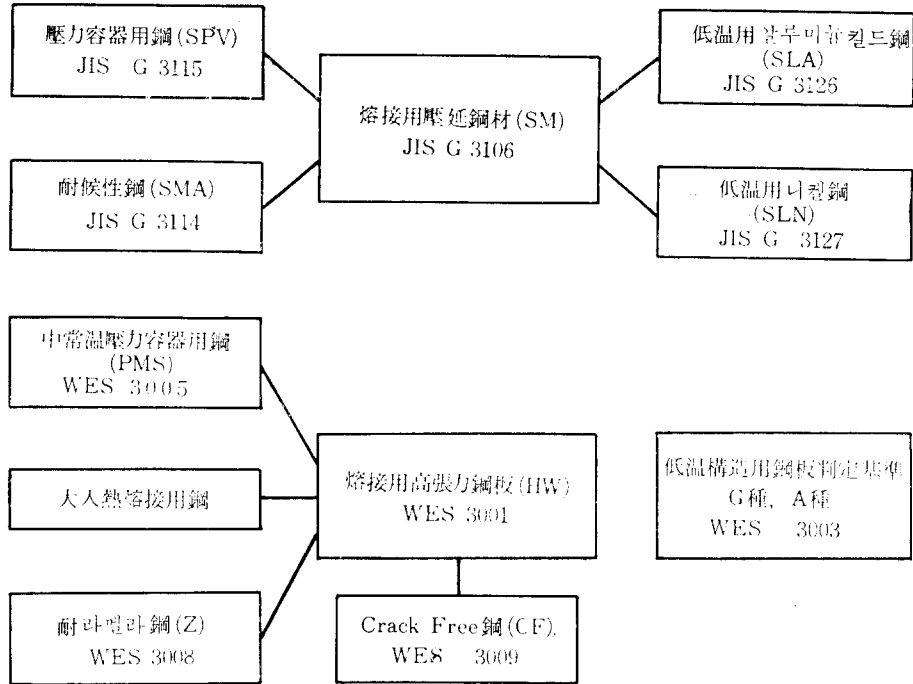 壓力容器用鋼(SPV)
JIS G 3115
熔接用壓延鋼材(SM)
JIS G 3106
低温用 알루미늄 킬드鋼
(SLA)
JIS G 3126
耐候性鋼(SMA)
JIS G 3114
低温用니켈鋼
(SLN)
JIS G 3127
中常温壓力容器用鋼
(PMS)
WES 3005
大入熱熔接用鋼
熔接用高張力鋼板(HW)
WES 3001
低温構造用鋼板判定基準
G種, A種
WES 3003
耐라멜라鋼(Z)
WES 3008
Crack Free鋼(CF).
WES 3009